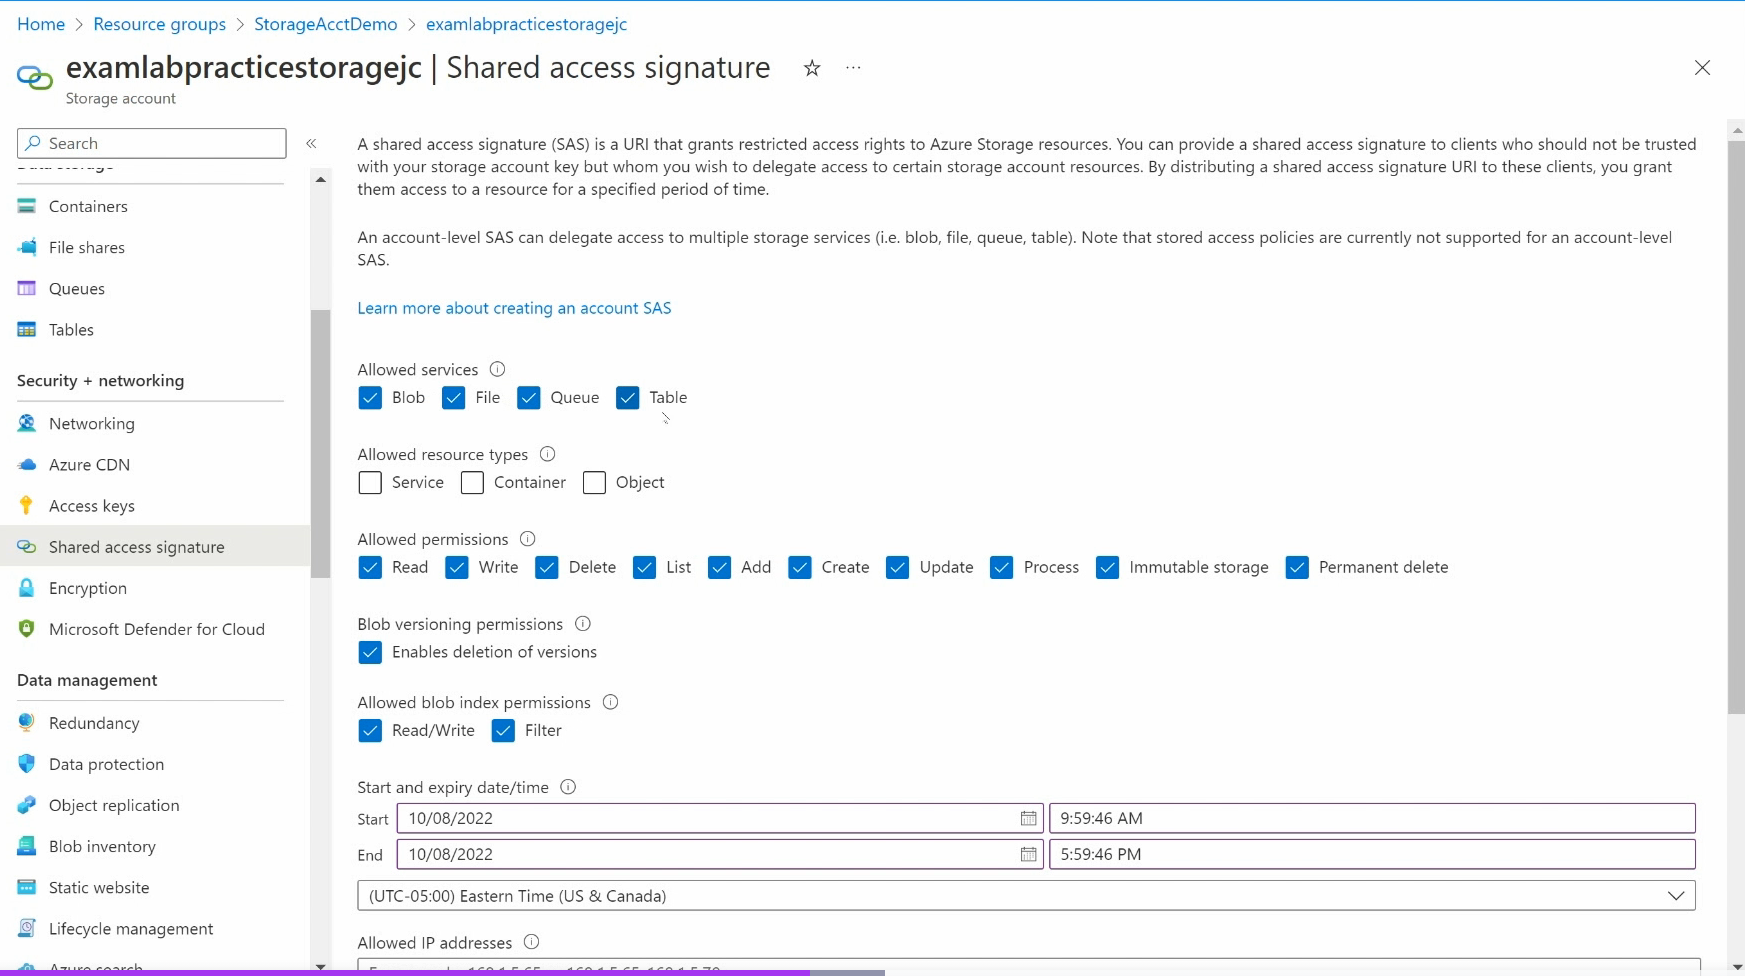 Home > Resource groups > StorageAcctDemo > examlabpracticestoragejc
examlabpracticestoragejc | Shared access signature
Storage account
Search
Containers
File shares
Queues
Tables
Security + networking
Networking
Azure CDN
Access keys
Shared access signature
Encryption
Microsoft Defender for Cloud
Data management
Redundancy
Data protection
Object replication
Blob inventory
Static website
Lifecycle management
Azure search
A shared access signature (SAS) is a URI that grants restricted access rights to Azure Storage resources. You can provide a shared access signature to clients who should not be trusted
with your storage account key but whom you wish to delegate access to certain storage account resources. By distributing a shared access signature URI to these clients, you grant
them access to a resource for a specified period of time.
An account-level SAS can delegate access to multiple storage services (i.e. blob, file, queue, table). Note that stored access policies are currently not supported for an account-level
SAS.
Learn more about creating an account SAS
Allowed services
Blob File Queue Table
Allowed resource types
Service Container Object
Allowed permissions
Read Write Delete List Add Create Update Process Immutable storage Permanent delete
Blob versioning permissions
Enables deletion of versions
Allowed blob index permissions
Read/Write Filter
Start and expiry date/time
Start 10/08/2022 9:59:46 AM
End 10/08/2022 5:59:46 PM
(UTC-05:00) Eastern Time (US & Canada)
Allowed IP addresses